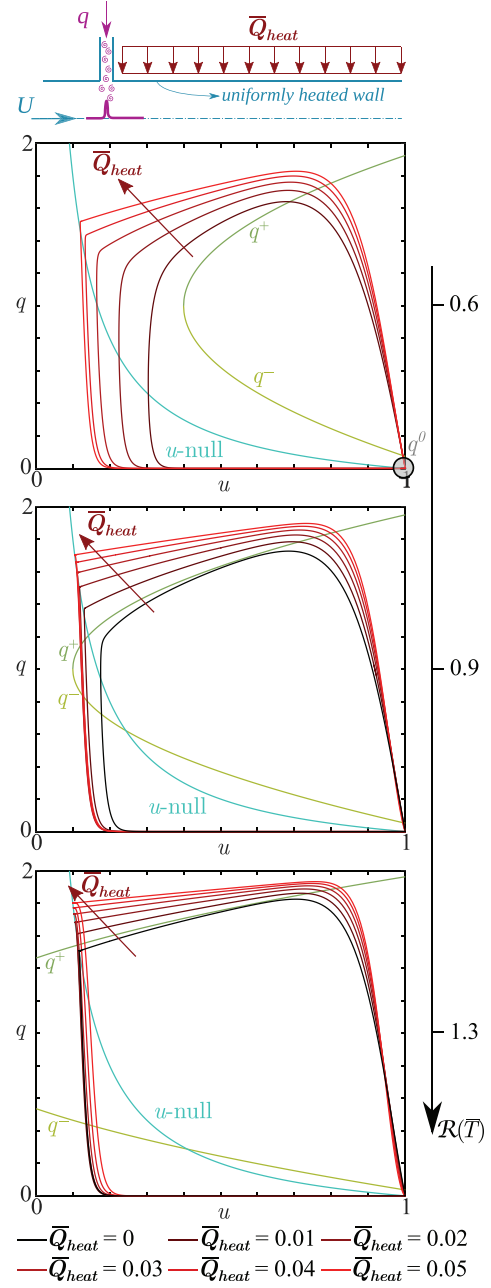 q
Q̅heat
uniformly heated wall
U
2
Q̅heat
q⁺
q
0.6
q⁻
u-null
q⁰
0
0
u
1
2
Q̅heat
q⁺
q
0.9
q⁻
u-null
0
0
u
1
2
Q̅heat
q⁺
q
1.3
u-null
q⁻
ℛ(T̅)
0
0
u
1
Q̅heat = 0 Q̅heat = 0.01 Q̅heat = 0.02
Q̅heat = 0.03 Q̅heat = 0.04 Q̅heat = 0.05